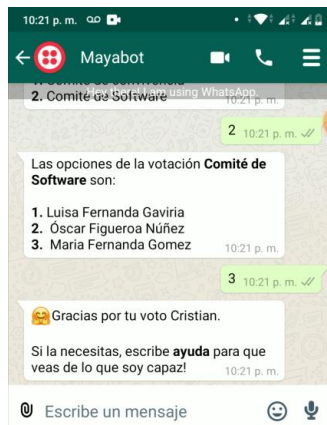 10:21 p. m.
Mayabot
2. Comité de Software
Hey there! I am using WhatsApp.
10:21 p. m.
2 10:21 p. m.
Las opciones de la votación Comité de
Software son:
1. Luisa Fernanda Gaviria
2. Óscar Figueroa Núñez
3. Maria Fernanda Gomez
10:21 p. m.
3 10:21 p. m.
Gracias por tu voto Cristian.
Si la necesitas, escribe ayuda para que
veas de lo que soy capaz!
10:21 p. m.
Escribe un mensaje